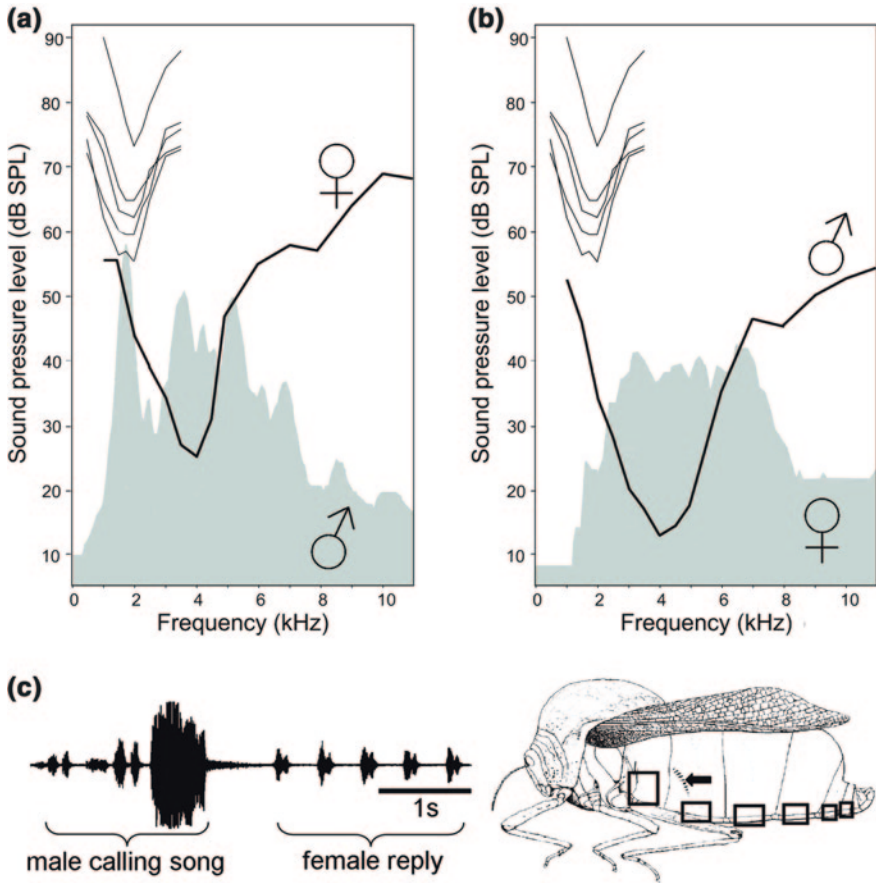 (a)
90
80
70
60
50
40
30
20
10
Sound pressure level (dB SPL)
0 2 4 6 8 10
Frequency (kHz)
(b)
90
80
70
60
50
40
30
20
10
Sound pressure level (dB SPL)
0 2 4 6 8 10
Frequency (kHz)
(c)
1s
male calling song
female reply